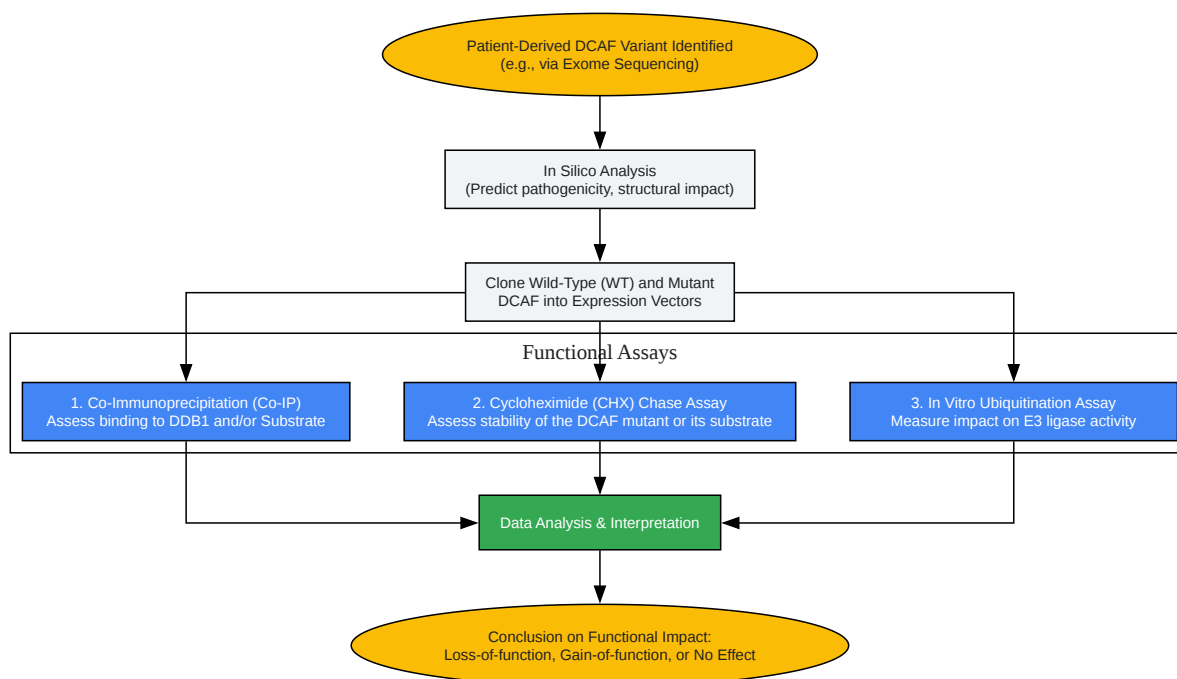 Patient-Derived DCAF Variant Identified
(e.g., via Exome Sequencing)
In Silico Analysis
(Predict pathogenicity, structural impact)
Clone Wild-Type (WT) and Mutant
DCAF into Expression Vectors
Functional Assays
1. Co-Immunoprecipitation (Co-IP)
Assess binding to DDB1 and/or Substrate
2. Cycloheximide (CHX) Chase Assay
Assess stability of the DCAF mutant or its substrate
3. In Vitro Ubiquitination Assay
Measure impact on E3 ligase activity
Data Analysis & Interpretation
Conclusion on Functional Impact:
Loss-of-function, Gain-of-function, or No Effect